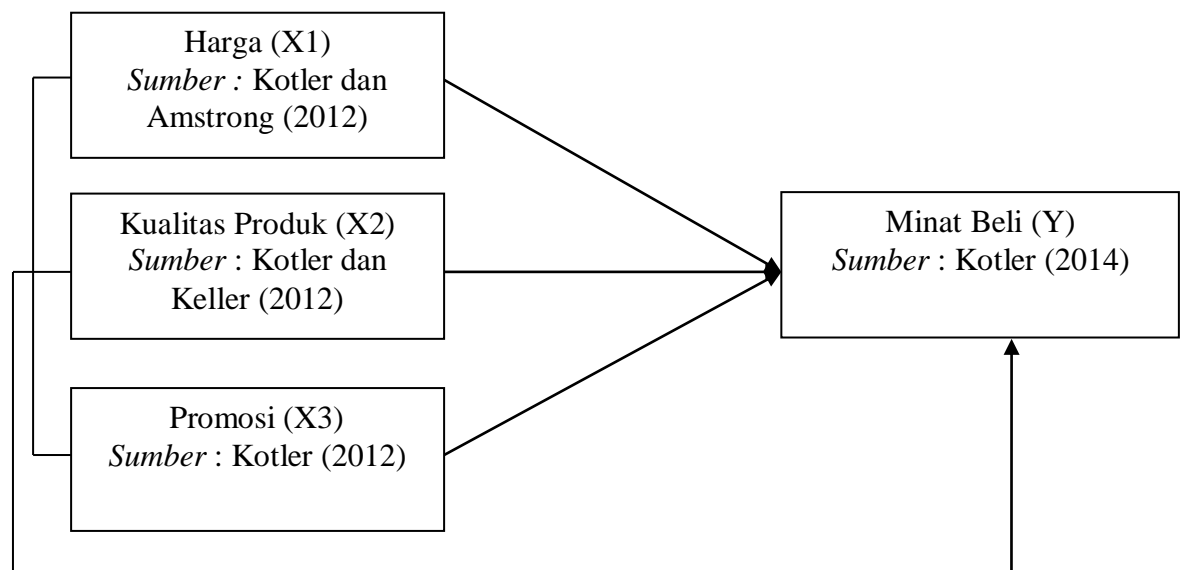 Harga (X1)
Sumber : Kotler dan
Amstrong (2012)
Kualitas Produk (X2)
Sumber : Kotler dan
Keller (2012)
Promosi (X3)
Sumber : Kotler (2012)
Minat Beli (Y)
Sumber : Kotler (2014)